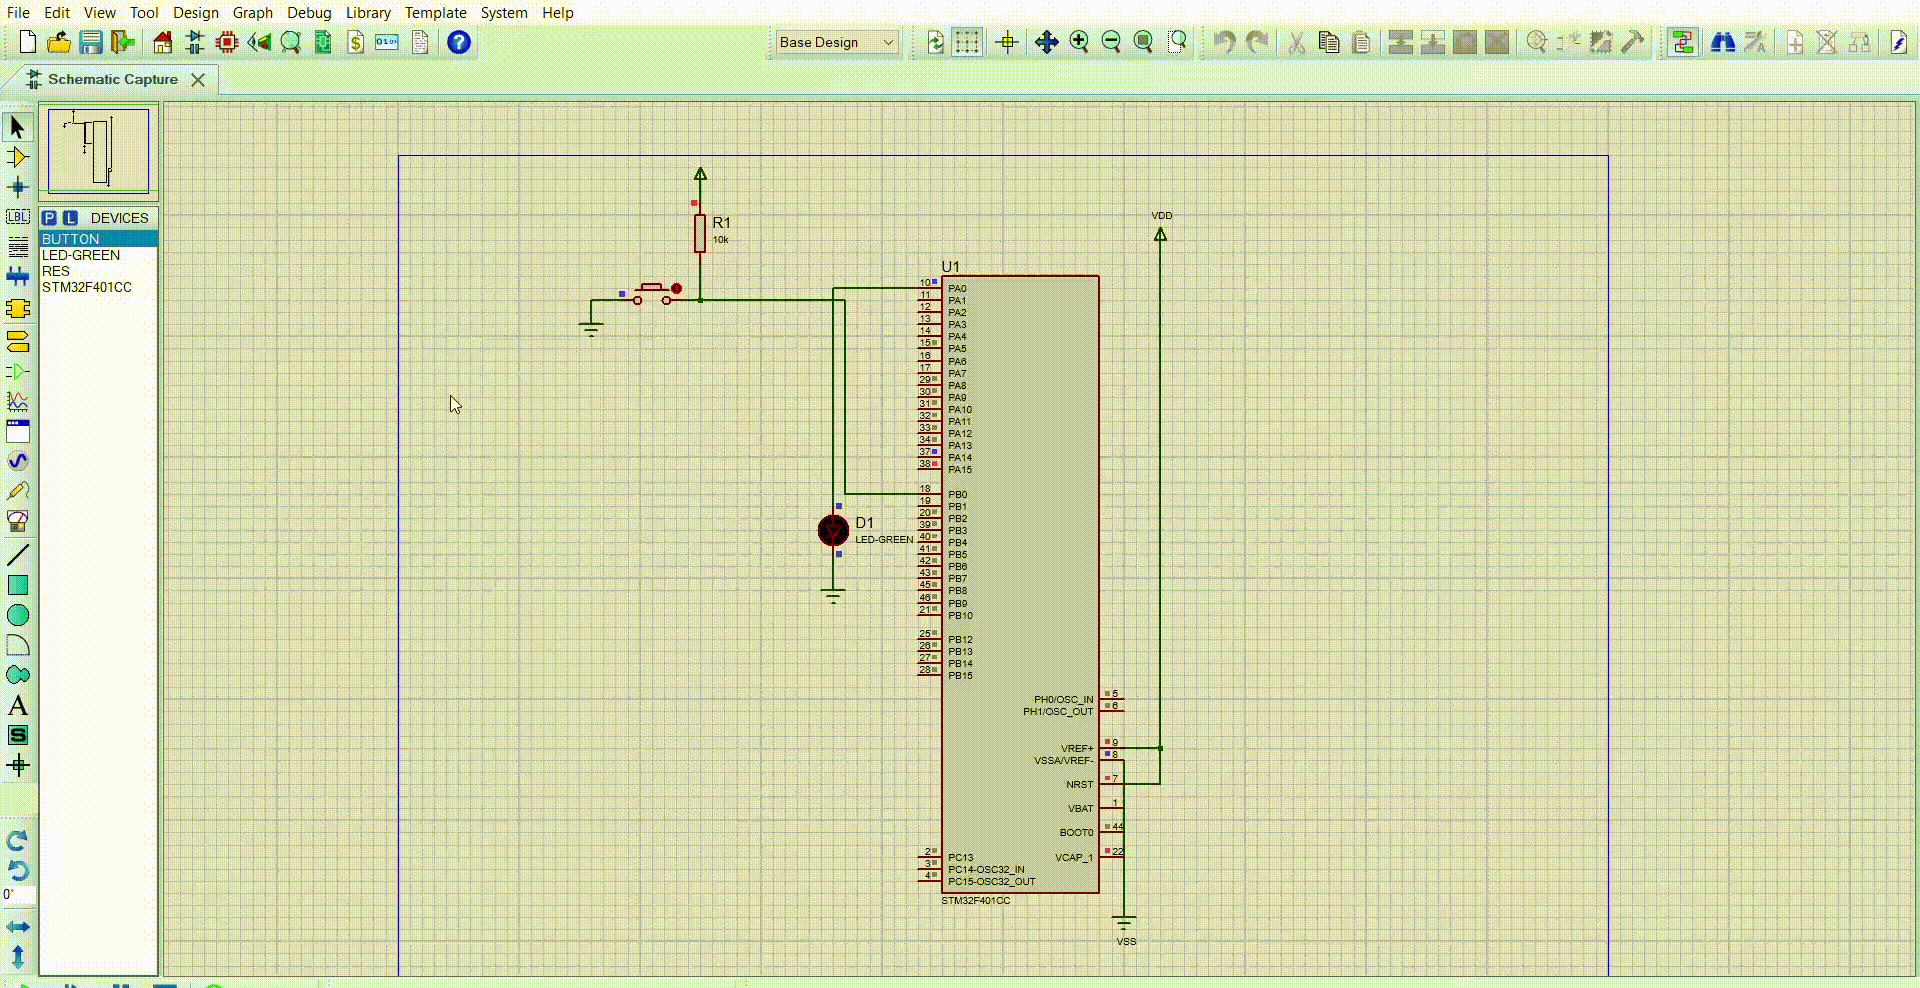 File Edit View Tool Design Graph Debug Library Template System Help
Base Design
Schematic Capture
P L DEVICES
BUTTON
LED-GREEN
RES
STM32F401CC
LBL
A
S
0°
R1
10k
VDD
U1
10 PA0
11 PA1
12 PA2
13 PA3
14 PA4
15 PA5
16 PA6
17 PA7
29 PA8
30 PA9
31 PA10
32 PA11
33 PA12
34 PA13
37 PA14
38 PA15
18 PB0
19 PB1
20 PB2
39 PB3
40 PB4
41 PB5
42 PB6
43 PB7
45 PB8
46 PB9
21 PB10
25 PB12
26 PB13
27 PB14
28 PB15
D1
LED-GREEN
PH0/OSC_IN 5
PH1/OSC_OUT 6
VREF+ 9
VSSA/VREF- 8
NRST 7
VBAT 1
BOOT0 44
VCAP_1 22
2 PC13
3 PC14-OSC32_IN
4 PC15-OSC32_OUT
STM32F401CC
VSS